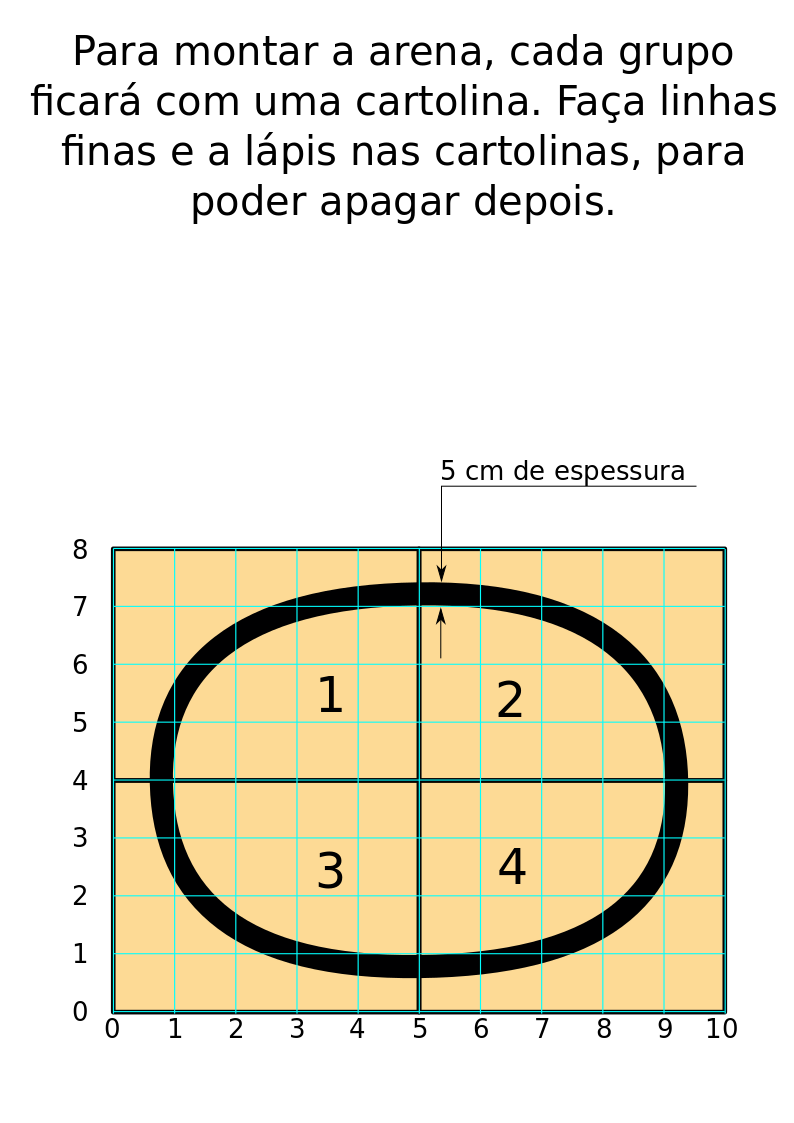 Para montar a arena, cada grupo
ficará com uma cartolina. Faça linhas
finas e a lápis nas cartolinas, para
poder apagar depois.
5 cm de espessura
8
7
6
1
2
5
4
3
3
4
2
1
0
0 1 2 3 4 5 6 7 8 9 10